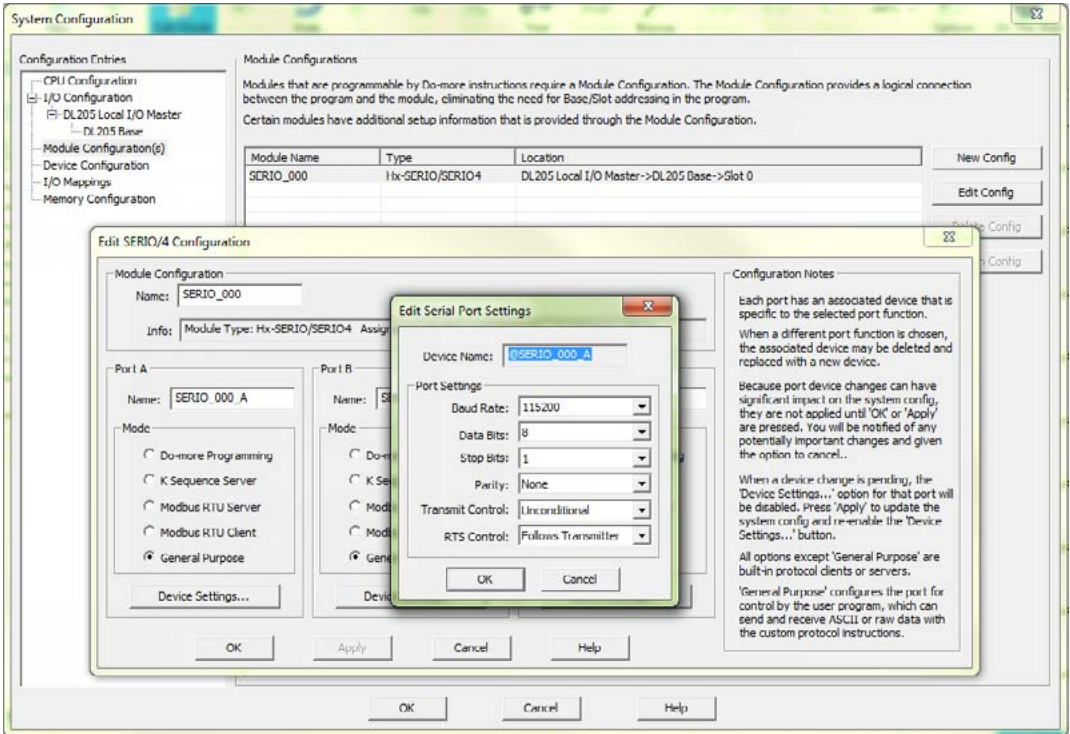 System Configuration
Configuration Entries
CPU Configuration
I/O Configuration
DL205 Local I/O Master
DL205 Base
Module Configuration(s)
Device Configuration
I/O Mappings
Memory Configuration
Module Configurations
Modules that are programmable by Do-more instructions require a Module Configuration. The Module Configuration provides a logical connection
between the program and the module, eliminating the need for Base/Slot addressing in the program.
Certain modules have additional setup information that is provided through the Module Configuration.
Module Name Type Location
SERIO_000 Hx-SERIO/SERIO4 DL205 Local I/O Master->DL205 Base->Slot 0
New Config
Edit Config
Config
Config
Edit SERIO/4 Configuration
Module Configuration
Name: SERIO_000
Info: Module Type: Hx-SERIO/SERIO4
Port A
Name: SERIO_000_A
Mode
Do-more Programming
K Sequence Server
Modbus RTU Server
Modbus RTU Client
General Purpose
Device Settings...
Port B
Name:
Mode
OK
Apply
Cancel
Help
Edit Serial Port Settings
Device Name: @SERIO_000_A
Port Settings
Baud Rate: 115200
Data Bits: 8
Stop Bits: 1
Parity: None
Transmit Control: Unconditional
RTS Control: Follows Transmitter
OK
Cancel
Configuration Notes
Each port has an associated device that is
specific to the selected port function.
When a different port function is chosen,
the associated device may be deleted and
replaced with a new device.
Because port device changes can have
significant impact on the system config,
they are not applied until 'OK' or 'Apply'
are pressed. You will be notified of any
potentially important changes and given
the option to cancel..
When a device change is pending, the
'Device Settings...' option for that port will
be disabled. Press 'Apply' to update the
system config and re-enable the 'Device
Settings...' button.
All options except 'General Purpose' are
built-in protocol clients or servers.
'General Purpose' configures the port for
control by the user program, which can
send and receive ASCII or raw data with
the custom protocol instructions.
OK
Cancel
Help